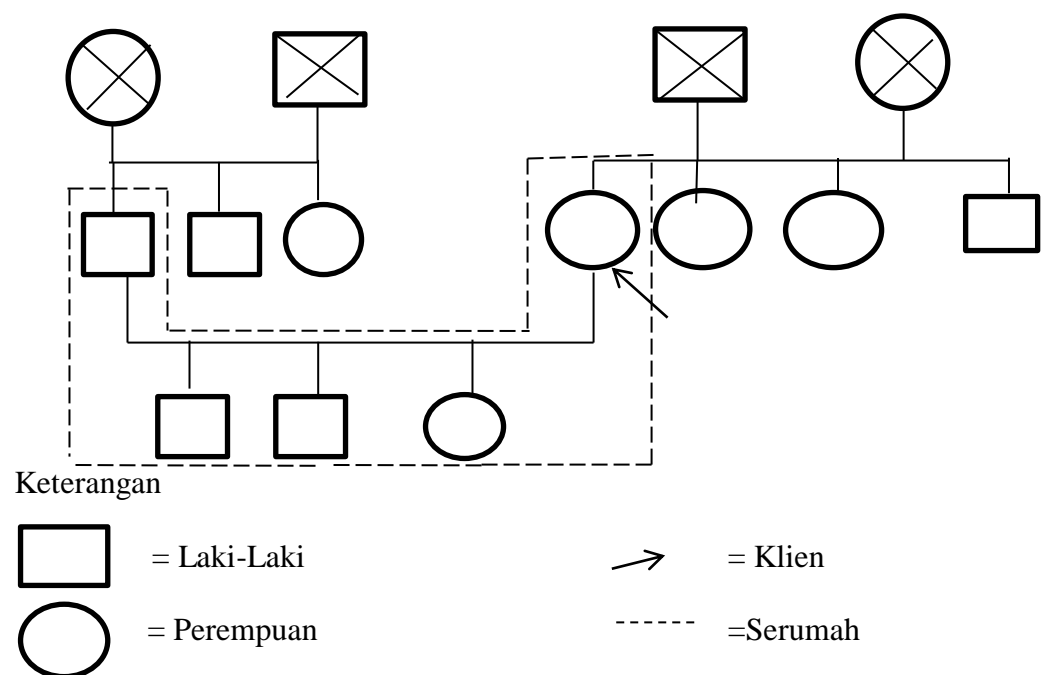 Keterangan
= Laki-Laki
= Klien
= Perempuan
=Serumah